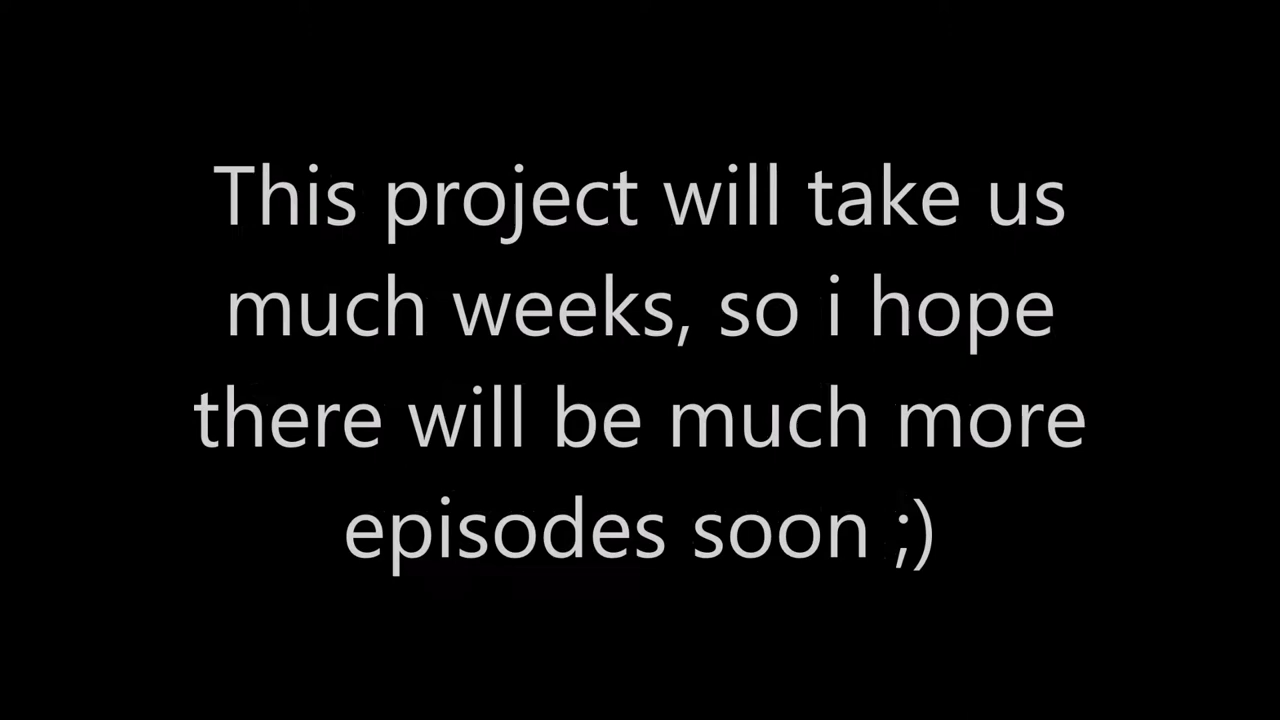 This project will take us
much weeks, so i hope
there will be much more
episodes soon ;)